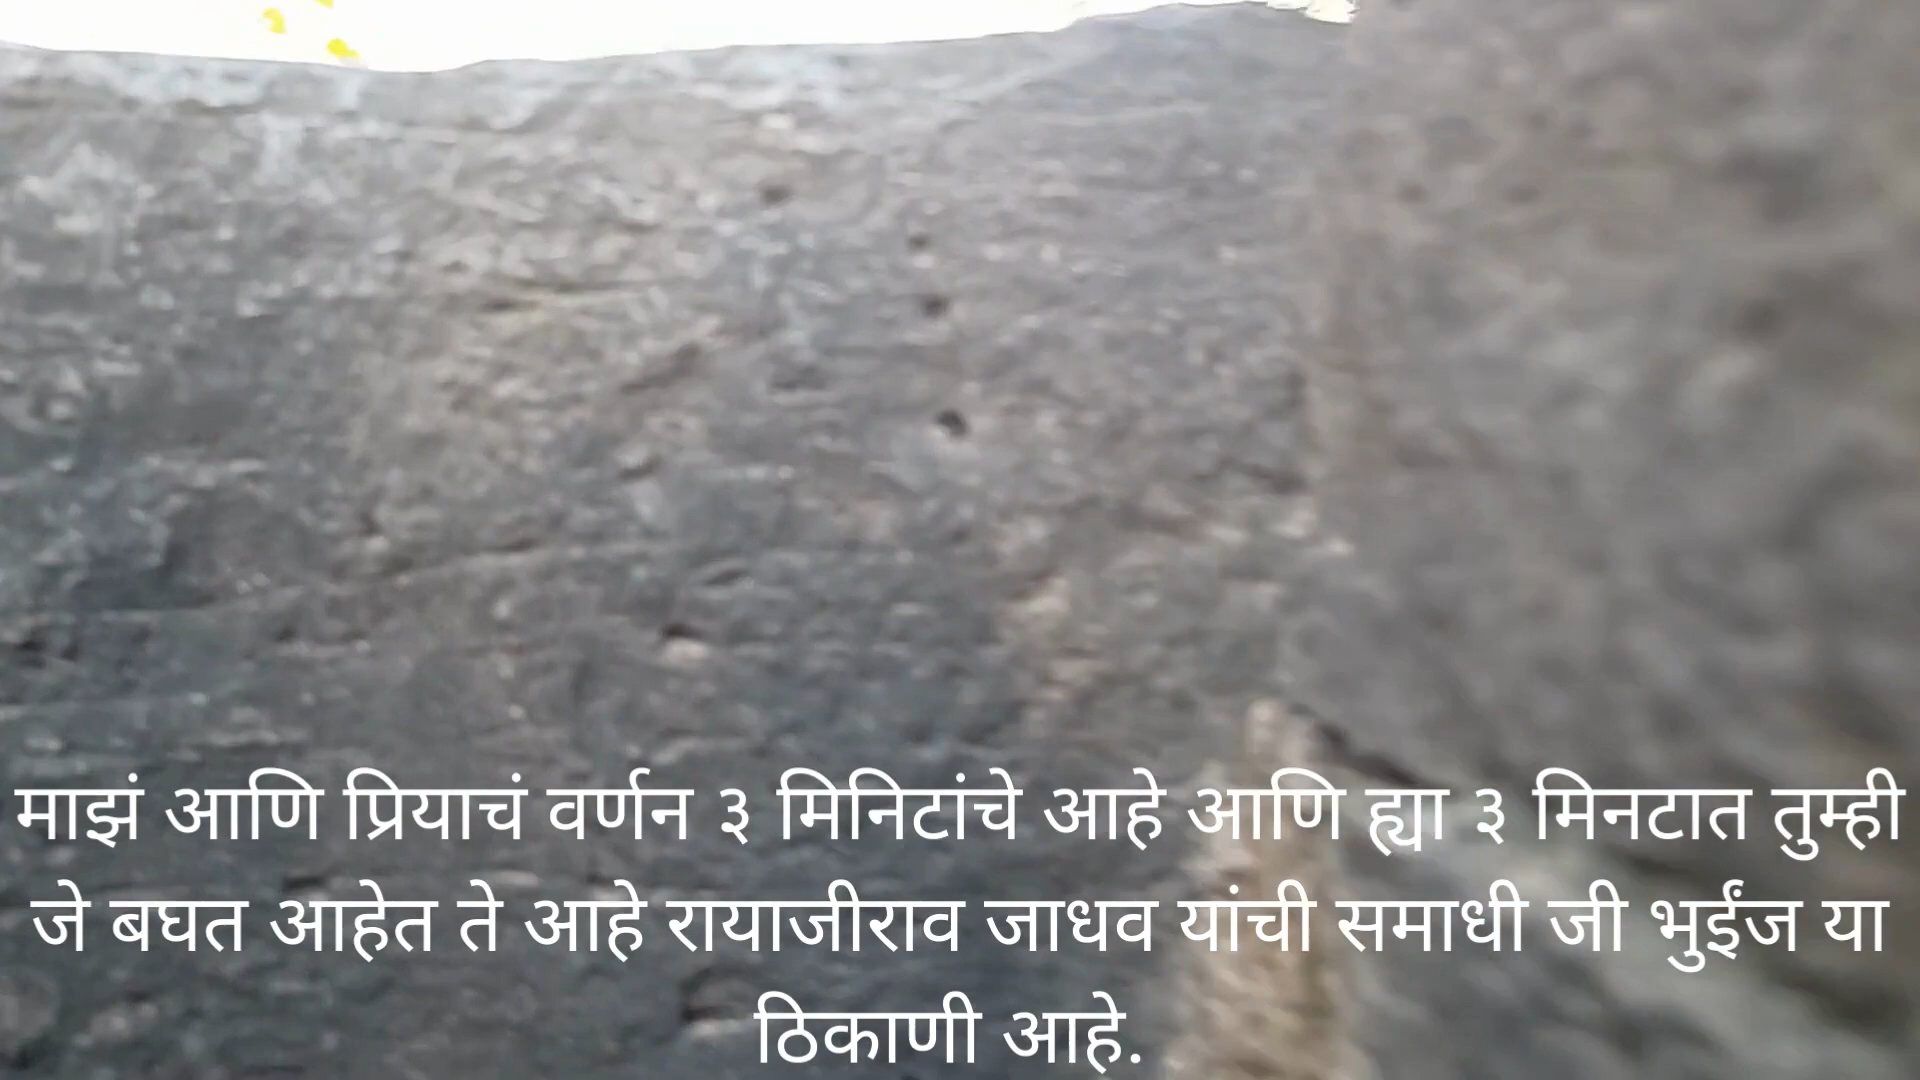 माझं आणि प्रियाचं वर्णन ३ मिनिटांचे आहे आणि ह्या ३ मिनटात तुम्ही
जे बघत आहेत ते आहे रायाजीराव जाधव यांची समाधी जी भुईंज या
ठिकाणी आहे.